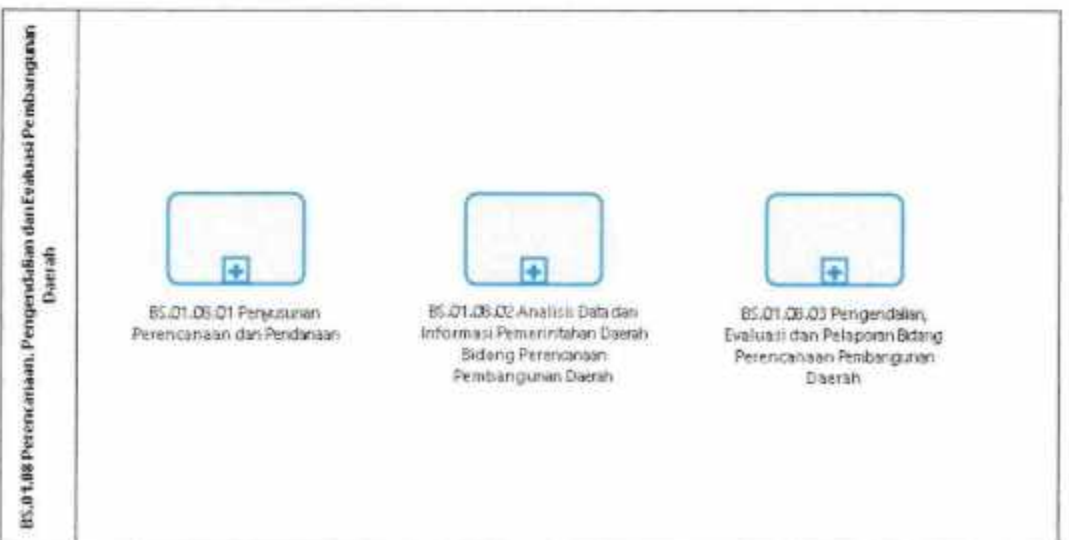 BS.01.08 Perencanaan, Pengendalian dan Evaluasi Pembangunan
Daerah
BS.01.08.01 Penyusunan
Perencanaan dan Pendanaan
BS.01.08.02 Analisis Data dan
Informasi Pemerintahan Daerah
Bidang Perencanaan
Pembangunan Daerah
BS.01.08.03 Pengendalian,
Evaluasi dan Pelaporan Bidang
Perencanaan Pembangunan
Daerah